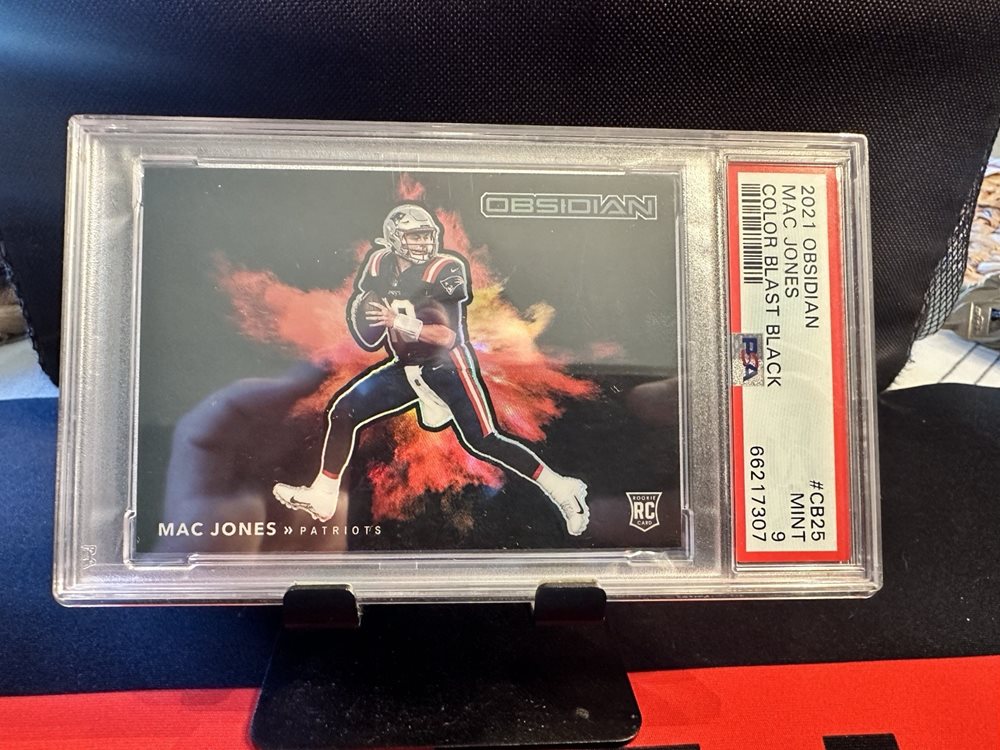 OBSIDIAN
MAC JONES » PATRIOTS
ROOKIE
RC
CARD
2021 OBSIDIAN
MAC JONES
COLOR BLAST BLACK
PSA
#CB25
MINT
9
66217307